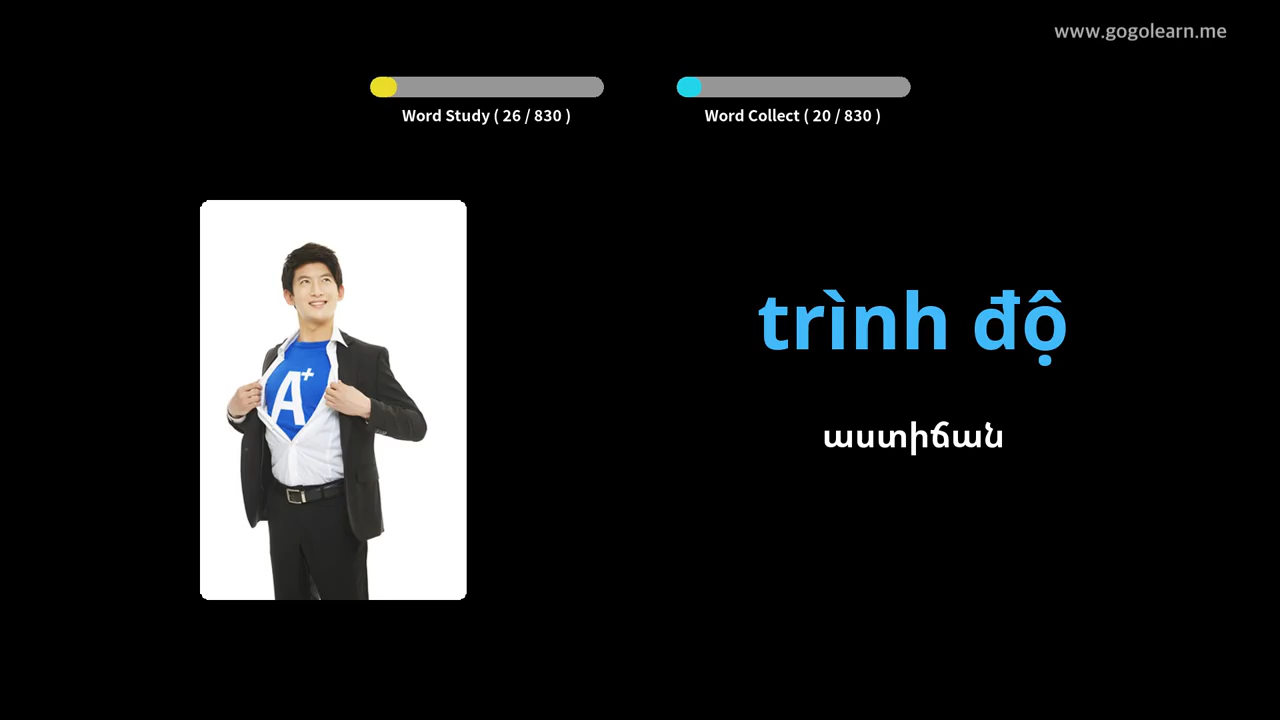 www.gogolearn.me
Word Study ( 26 / 830 )
Word Collect ( 20 / 830 )
A+
trình độ
աստիճան